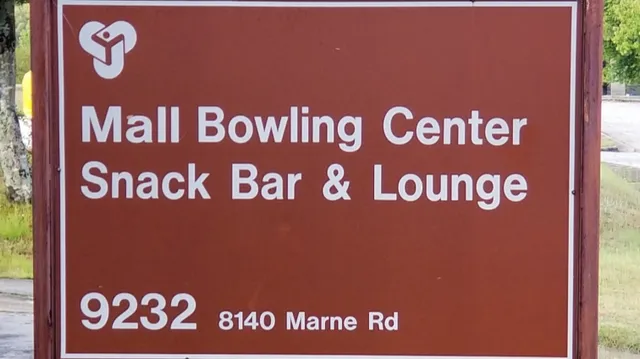 Mall Bowling Center
Snack Bar & Lounge
9232 8140 Marne Rd